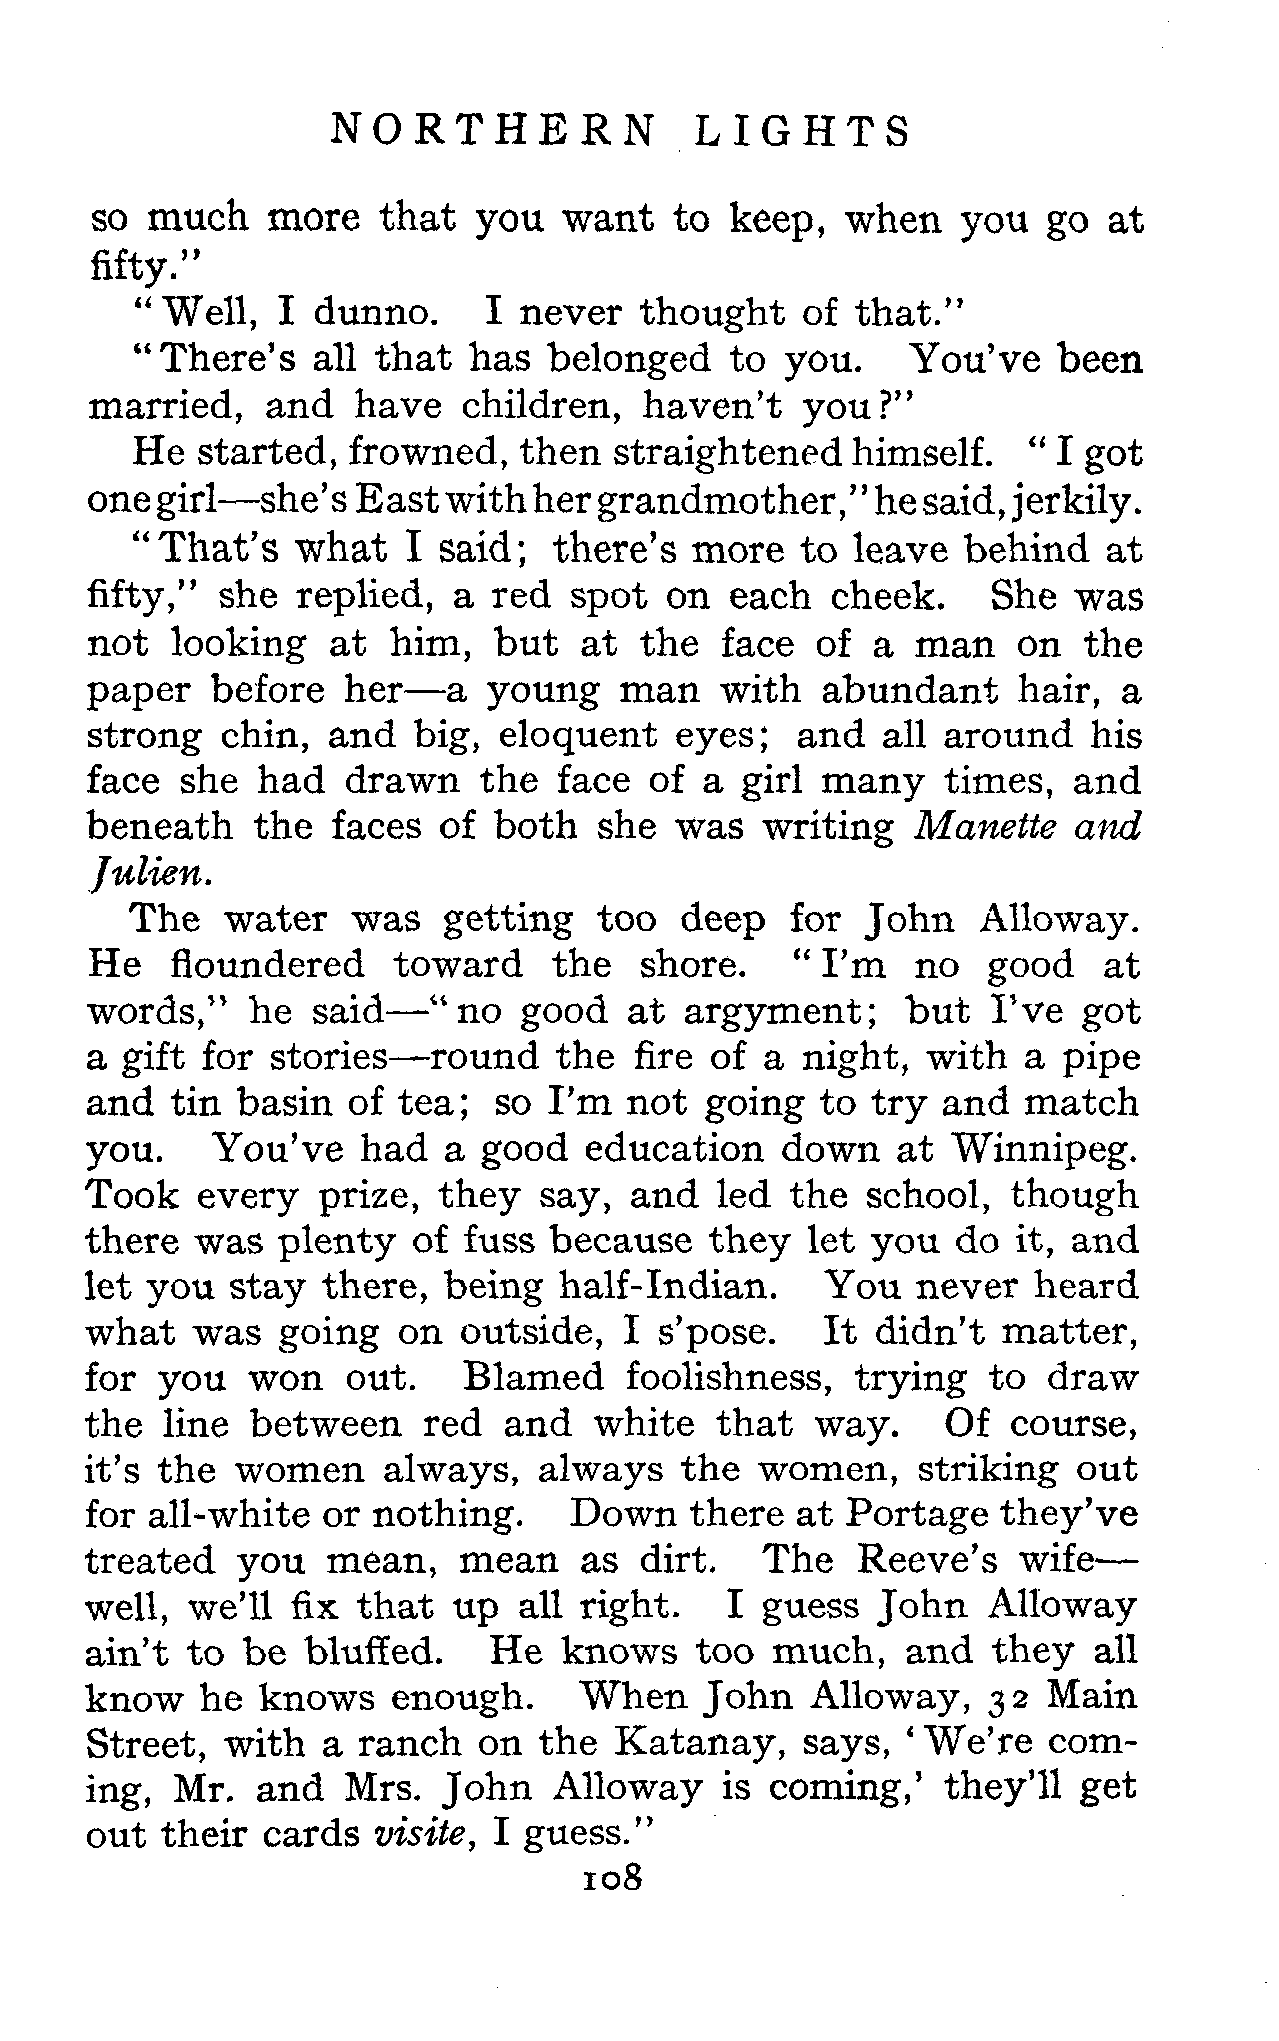 NORTHERN LIGHTS
so much more that you want to keep, when you go at
fifty."
"Well, I dunno. I never thought of that."
"There's all that has belonged to you. You've been
married, and have children, haven't you?"
He started, frowned, then straightened himself. "I got
one girl—she's East with her grandmother," he said, jerkily.
"That's what I said; there's more to leave behind at
fifty," she replied, a red spot on each cheek. She was
not looking at him, but at the face of a man on the
paper before her—a young man with abundant hair, a
strong chin, and big, eloquent eyes; and all around his
face she had drawn the face of a girl many times, and
beneath the faces of both she was writing Manette and
Julien.
The water was getting too deep for John Alloway.
He floundered toward the shore. "I'm no good at
words," he said—"no good at argyment; but I've got
a gift for stories—round the fire of a night, with a pipe
and tin basin of tea; so I'm not going to try and match
you. You've had a good education down at Winnipeg.
Took every prize, they say, and led the school, though
there was plenty of fuss because they let you do it, and
let you stay there, being half-Indian. You never heard
what was going on outside, I s'pose. It didn't matter,
for you won out. Blamed foolishness, trying to draw
the line between red and white that way. Of course,
it's the women always, always the women, striking out
for all-white or nothing. Down there at Portage they've
treated you mean, mean as dirt. The Reeve's wife—
well, we'll fix that up all right. I guess John Alloway
ain't to be bluffed. He knows too much, and they all
know he knows enough. When John Alloway, 32 Main
Street, with a ranch on the Katanay, says, 'We're com-
ing, Mr. and Mrs. John Alloway is coming,' they'll get
out their cards visite, I guess."
108